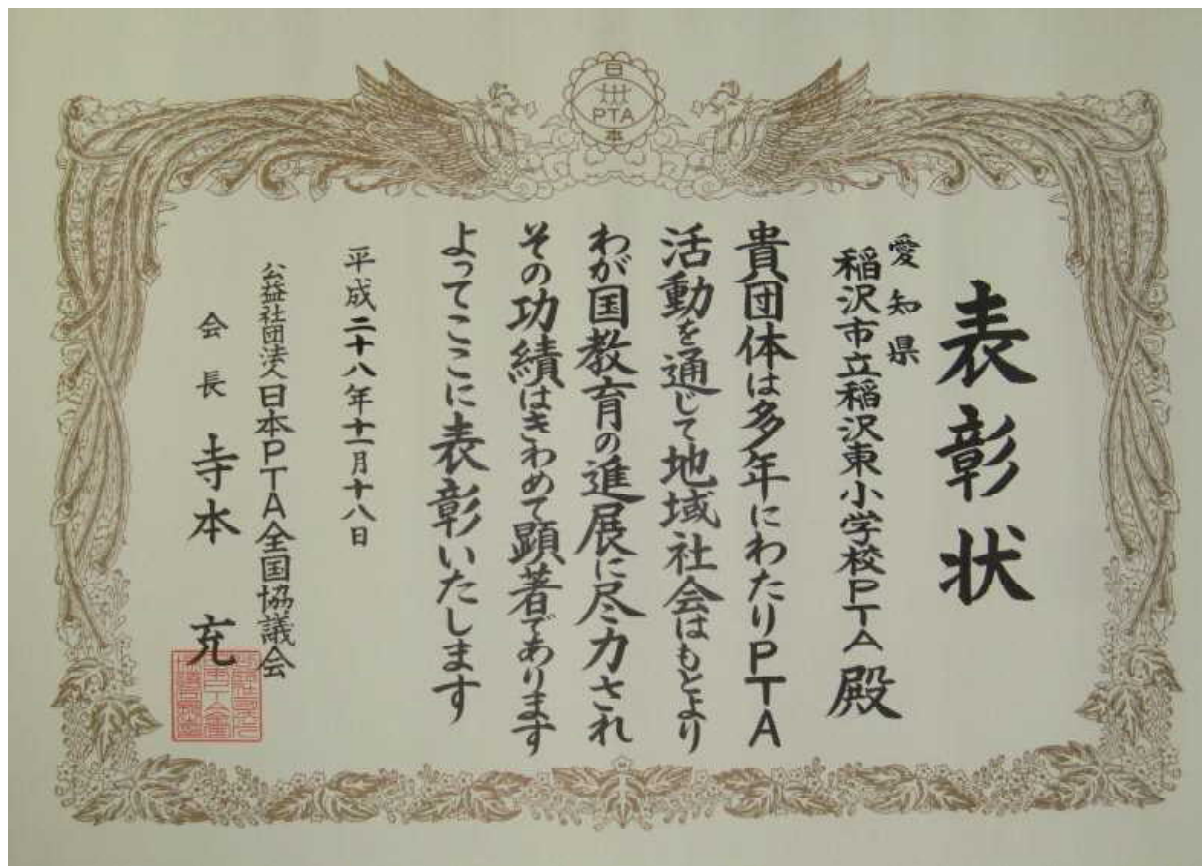 日
PTA
本
表彰状
愛知県
稲沢市立稲沢東小学校PTA殿
貴団体は多年にわたりPTA
活動を通じて地域社会はもとより
わが国教育の進展に尽力され
その功績はきわめて顕著であります
よってここに表彰いたします
平成二十八年十一月十八日
公益社団法人日本PTA全国協議会
会長 寺本 充